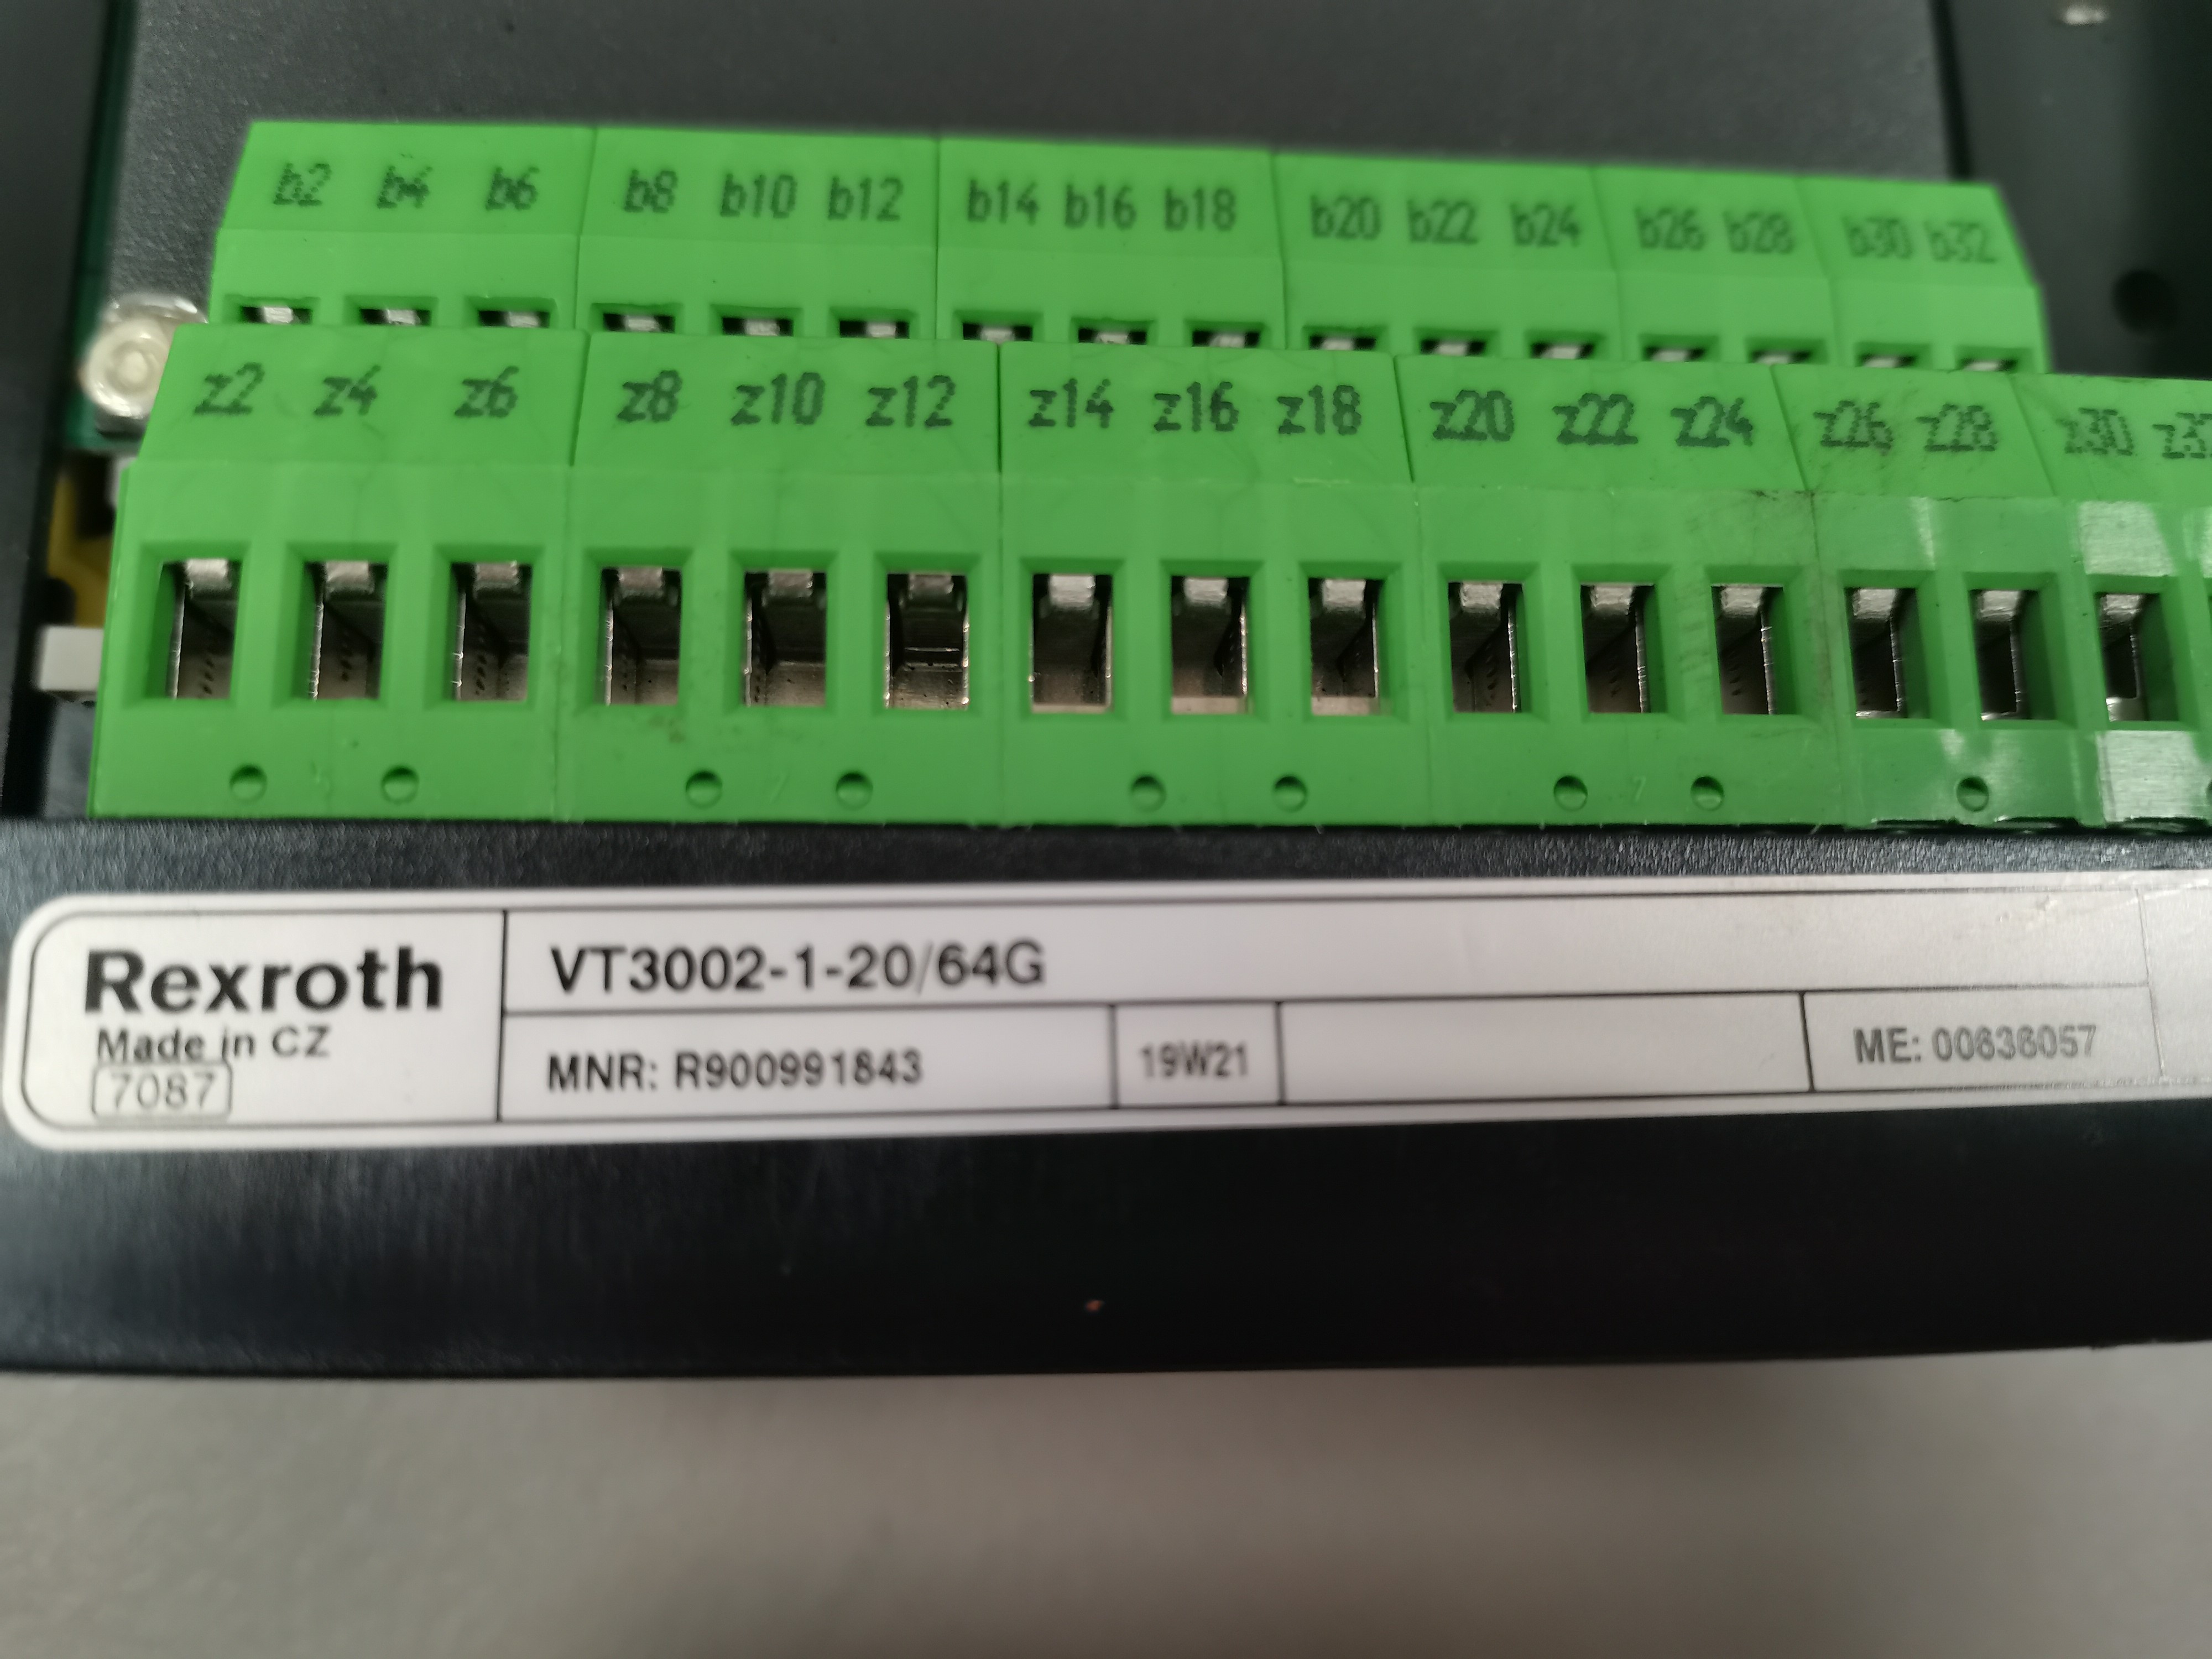 b2 b4 b6 b8 b10 b12 b14 b16 b18 b20 b22 b24 b26 b28 b30 b32
z2 z4 z6 z8 z10 z12 z14 z16 z18 z20 z22 z24 z26 z28 z30
Rexroth
Made in CZ
7087
VT3002-1-20/64G
MNR: R900991843
19W21
ME: 00636057